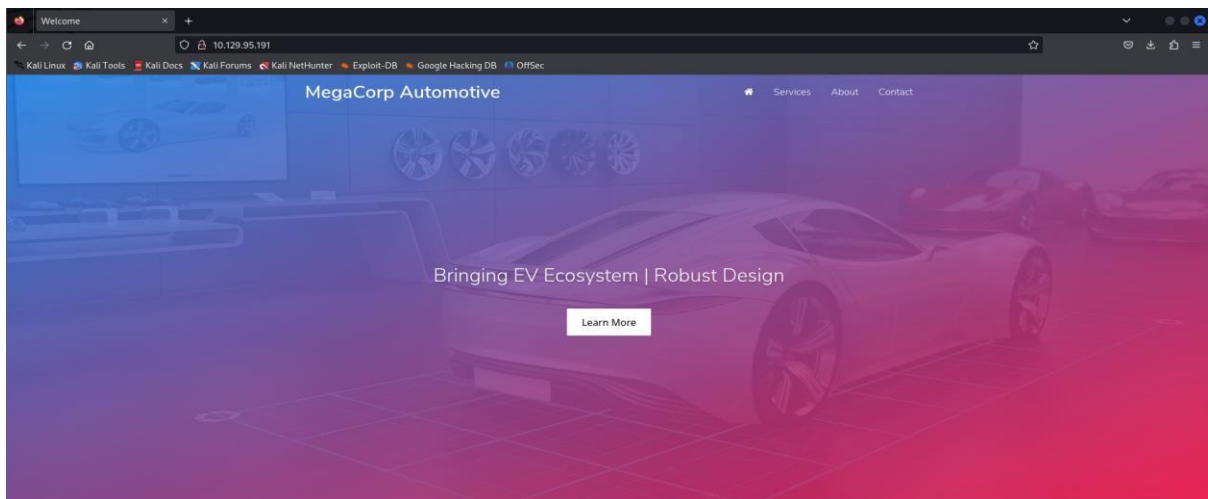 Welcome
10.129.95.191
Kali Linux Kali Tools Kali Docs Kali Forums Kali NetHunter Exploit-DB Google Hacking DB OffSec
MegaCorp Automotive Services About Contact
Bringing EV Ecosystem | Robust Design
Learn More